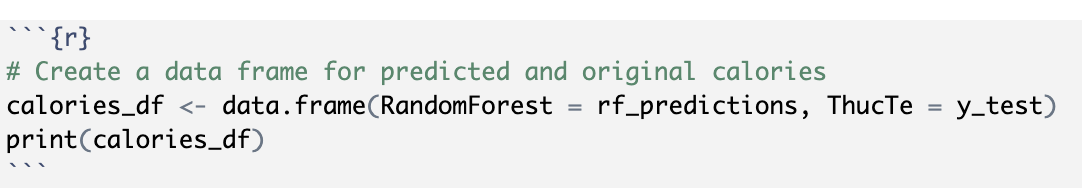 ```{r}
# Create a data frame for predicted and original calories
calories_df <- data.frame(RandomForest = rf_predictions, ThucTe = y_test)
print(calories_df)
```